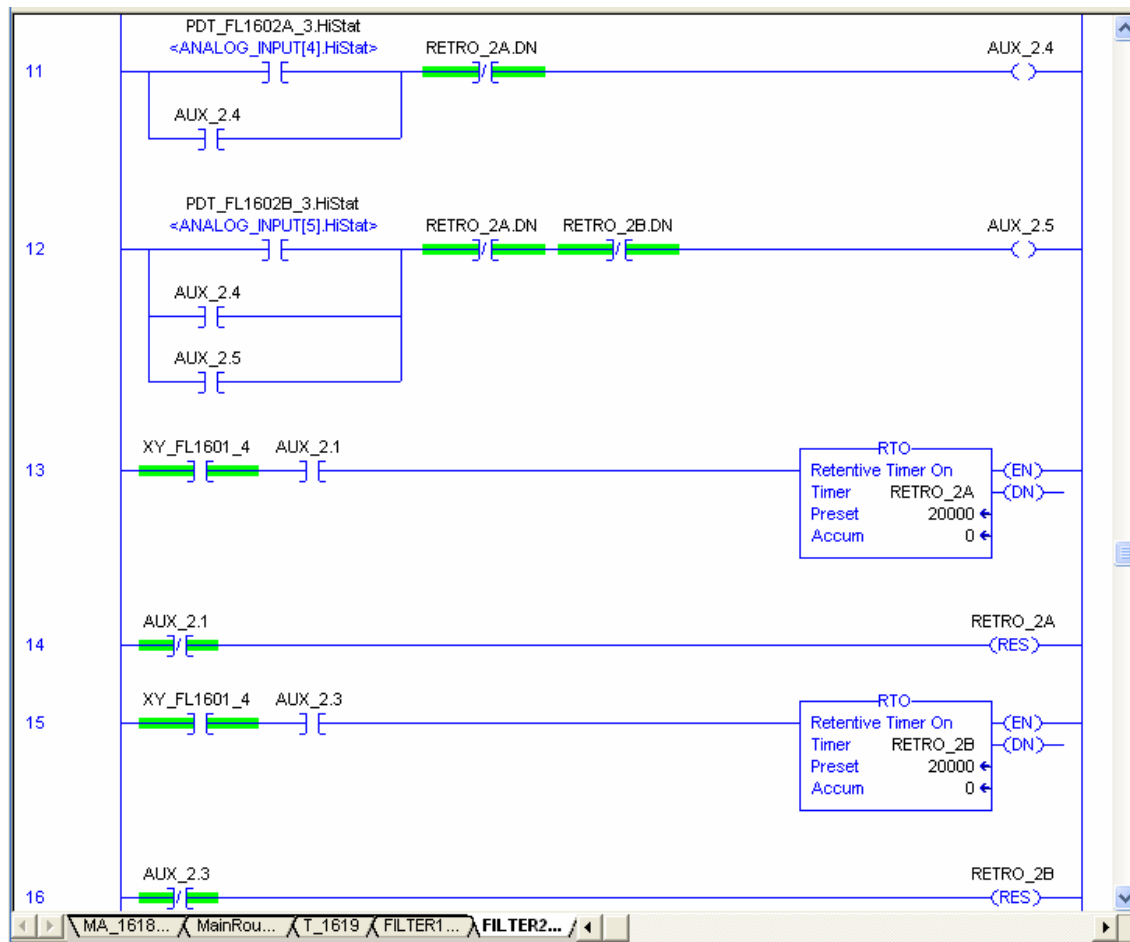 PDT_FL1602A_3.HiStat
<ANALOG_INPUT[4].HiStat>
RETRO_2A.DN
AUX_2.4
11
AUX_2.4
PDT_FL1602B_3.HiStat
<ANALOG_INPUT[5].HiStat>
RETRO_2A.DN
RETRO_2B.DN
AUX_2.5
12
AUX_2.4
AUX_2.5
XY_FL1601_4
AUX_2.1
13
RTO
Retentive Timer On
Timer RETRO_2A
Preset 20000
Accum 0
(EN)
(DN)
AUX_2.1
RETRO_2A
14
(RES)
XY_FL1601_4
AUX_2.3
15
RTO
Retentive Timer On
Timer RETRO_2B
Preset 20000
Accum 0
(EN)
(DN)
AUX_2.3
RETRO_2B
16
(RES)
MA_1618... MainRou... T_1619 FILTER1... FILTER2...